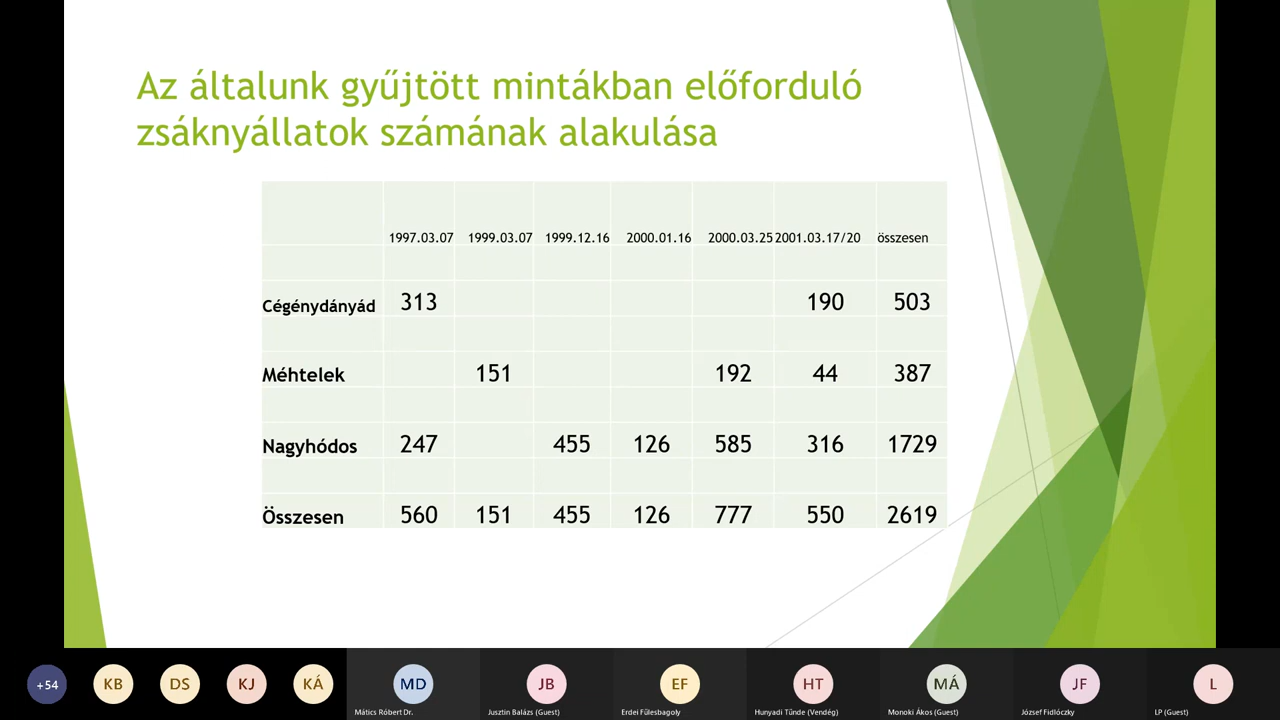 Az általunk gyűjtött mintákban előforduló
zsáknyállatok számának alakulása
1997.03.07 1999.03.07 1999.12.16 2000.01.16 2000.03.25 2001.03.17/20 összesen
Cégénydányád 313 190 503
Méhtelek 151 192 44 387
Nagyhódos 247 455 126 585 316 1729
Összesen 560 151 455 126 777 550 2619
+54 KB DS KJ KÁ MD JB EF HT MÁ JF L
Mátics Róbert Dr. Jusztin Balázs (Guest) Erdei Fülesbagoly Hunyadi Tünde (Vendég) Monoki Ákos (Guest) József Fidlóczky LP (Guest)